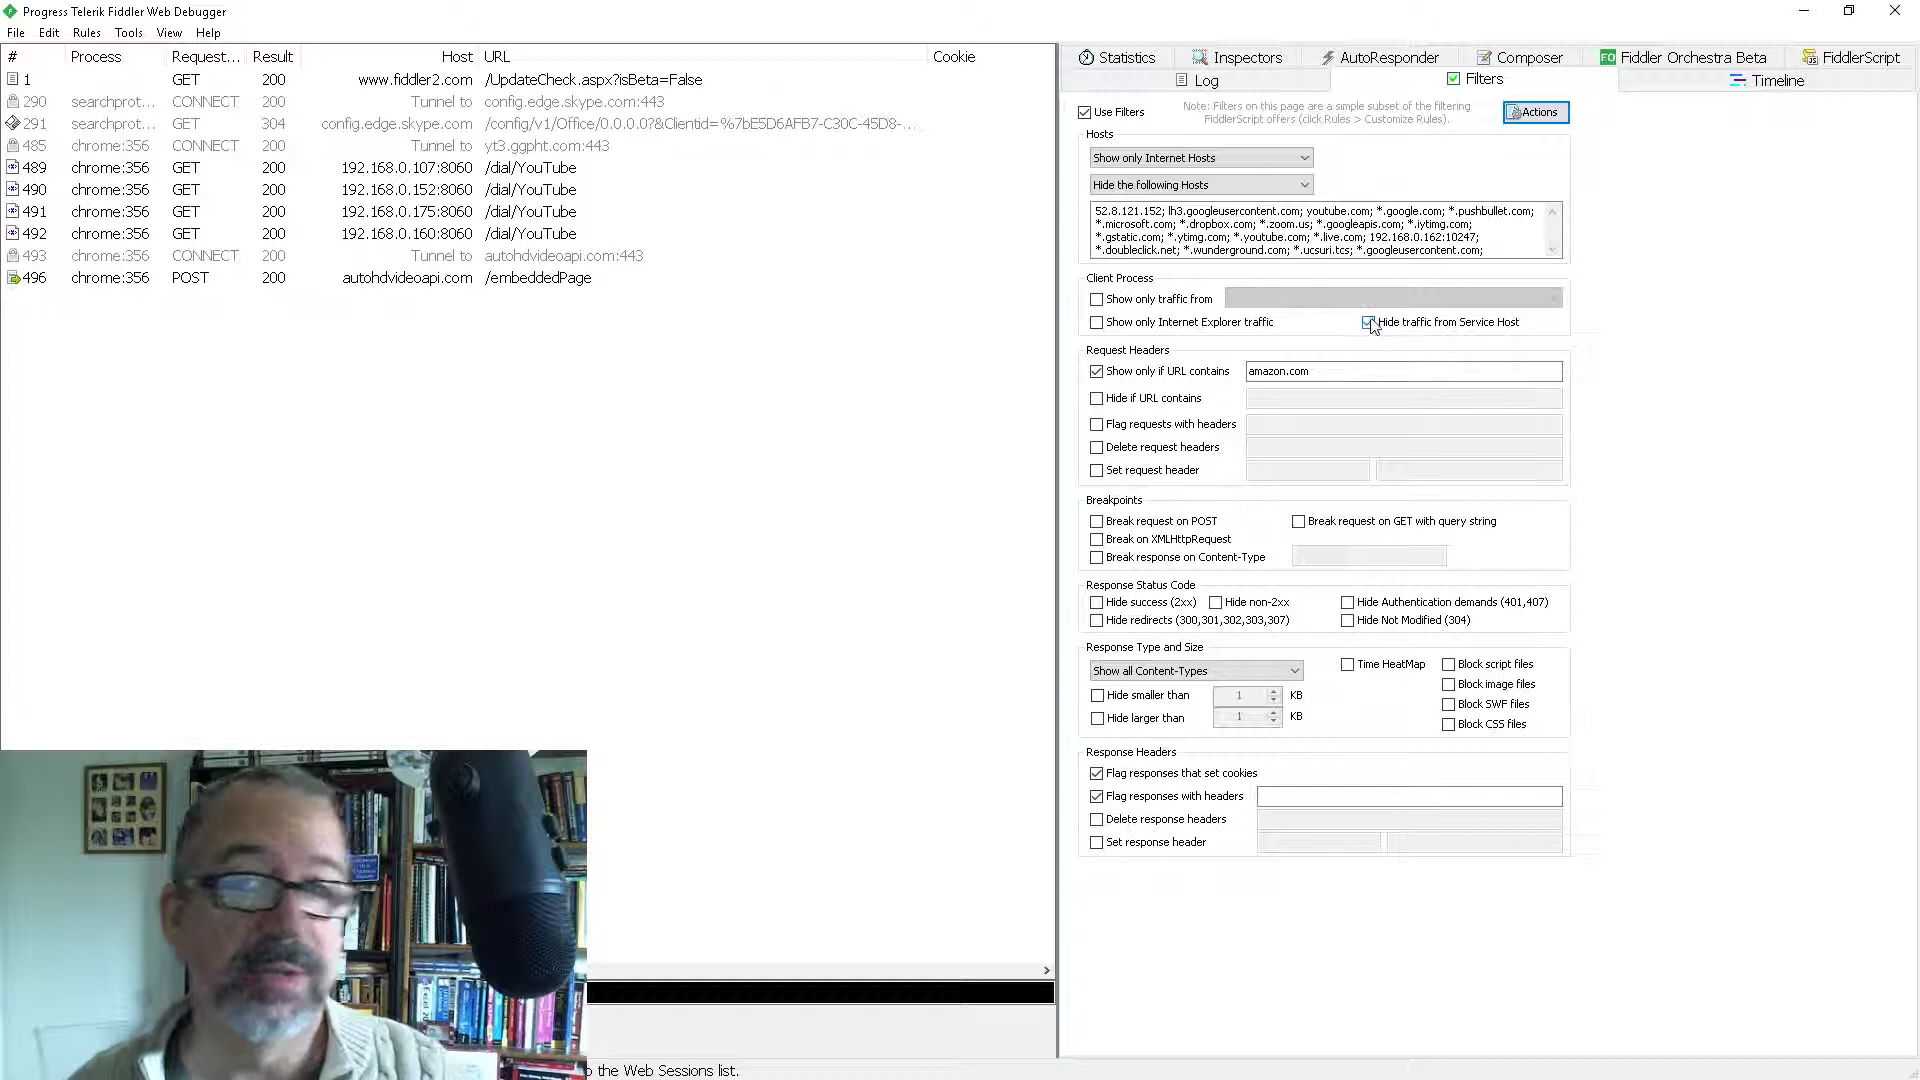 Progress Telerik Fiddler Web Debugger
File Edit Rules Tools View Help
# Process Request... Result Host URL Cookie
1 GET 200 www.fiddler2.com /UpdateCheck.aspx?isBeta=False
290 searchprot... CONNECT 200 Tunnel to config.edge.skype.com:443
291 searchprot... GET 304 config.edge.skype.com /config/v1/Office/0.0.0.0?&Clientid=%7bE5D6AFB7-C30C-45D8-...
485 chrome:356 CONNECT 200 Tunnel to yt3.ggpht.com:443
489 chrome:356 GET 200 192.168.0.107:8060 /dial/YouTube
490 chrome:356 GET 200 192.168.0.152:8060 /dial/YouTube
491 chrome:356 GET 200 192.168.0.175:8060 /dial/YouTube
492 chrome:356 GET 200 192.168.0.160:8060 /dial/YouTube
493 chrome:356 CONNECT 200 Tunnel to autohdvideoapi.com:443
496 chrome:356 POST 200 autohdvideoapi.com /embeddedPage
the Web Sessions list.
Statistics Inspectors AutoResponder Composer FO Fiddler Orchestra Beta FiddlerScript
Log Filters Timeline
Use Filters
Note: Filters on this page are a simple subset of the filtering
FiddlerScript offers (click Rules > Customize Rules).
Actions
Hosts
Show only Internet Hosts
Hide the following Hosts
52.8.121.152; lh3.googleusercontent.com; youtube.com; *.google.com; *.pushbullet.com;
*.microsoft.com; *.dropbox.com; *.zoom.us; *.googleapis.com; *.iytimg.com;
*.gstatic.com; *.ytimg.com; *.youtube.com; *.live.com; 192.168.0.162:10247;
*.doubleclick.net; *.wunderground.com; *.ucsuri.tcs; *.googleusercontent.com;
Client Process
Show only traffic from
Show only Internet Explorer traffic Hide traffic from Service Host
Request Headers
Show only if URL contains amazon.com
Hide if URL contains
Flag requests with headers
Delete request headers
Set request header
Breakpoints
Break request on POST Break request on GET with query string
Break on XMLHttpRequest
Break response on Content-Type
Response Status Code
Hide success (2xx) Hide non-2xx Hide Authentication demands (401,407)
Hide redirects (300,301,302,303,307) Hide Not Modified (304)
Response Type and Size
Show all Content-Types Time HeatMap Block script files
Block image files
Hide smaller than 1 KB
Block SWF files
Hide larger than 1 KB
Block CSS files
Response Headers
Flag responses that set cookies
Flag responses with headers
Delete response headers
Set response header